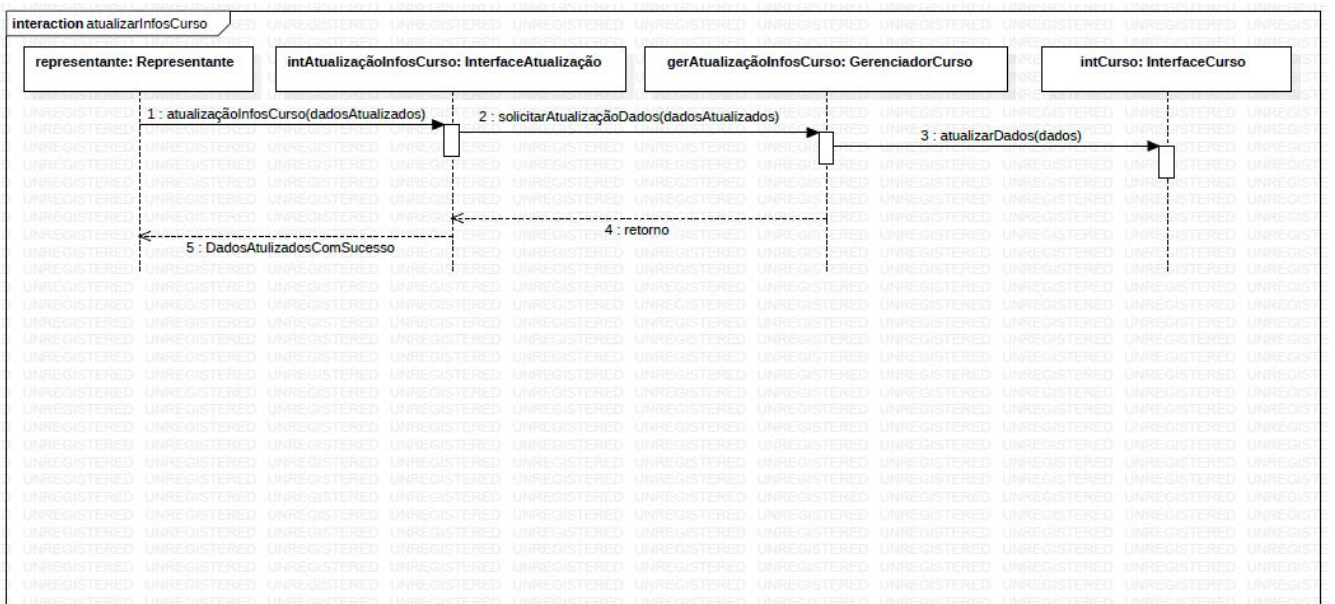 interaction atualizarInfosCurso
representante: Representante
intAtualizaçãoInfosCurso: InterfaceAtualização
gerAtualizaçãoInfosCurso: GerenciadorCurso
intCurso: InterfaceCurso
1 : atualizaçãoInfosCurso(dadosAtualizados)
2 : solicitarAtualizaçãoDados(dadosAtualizados)
3 : atualizarDados(dados)
4 : retorno
5 : DadosAtulizadosComSucesso
UNREGISTERED